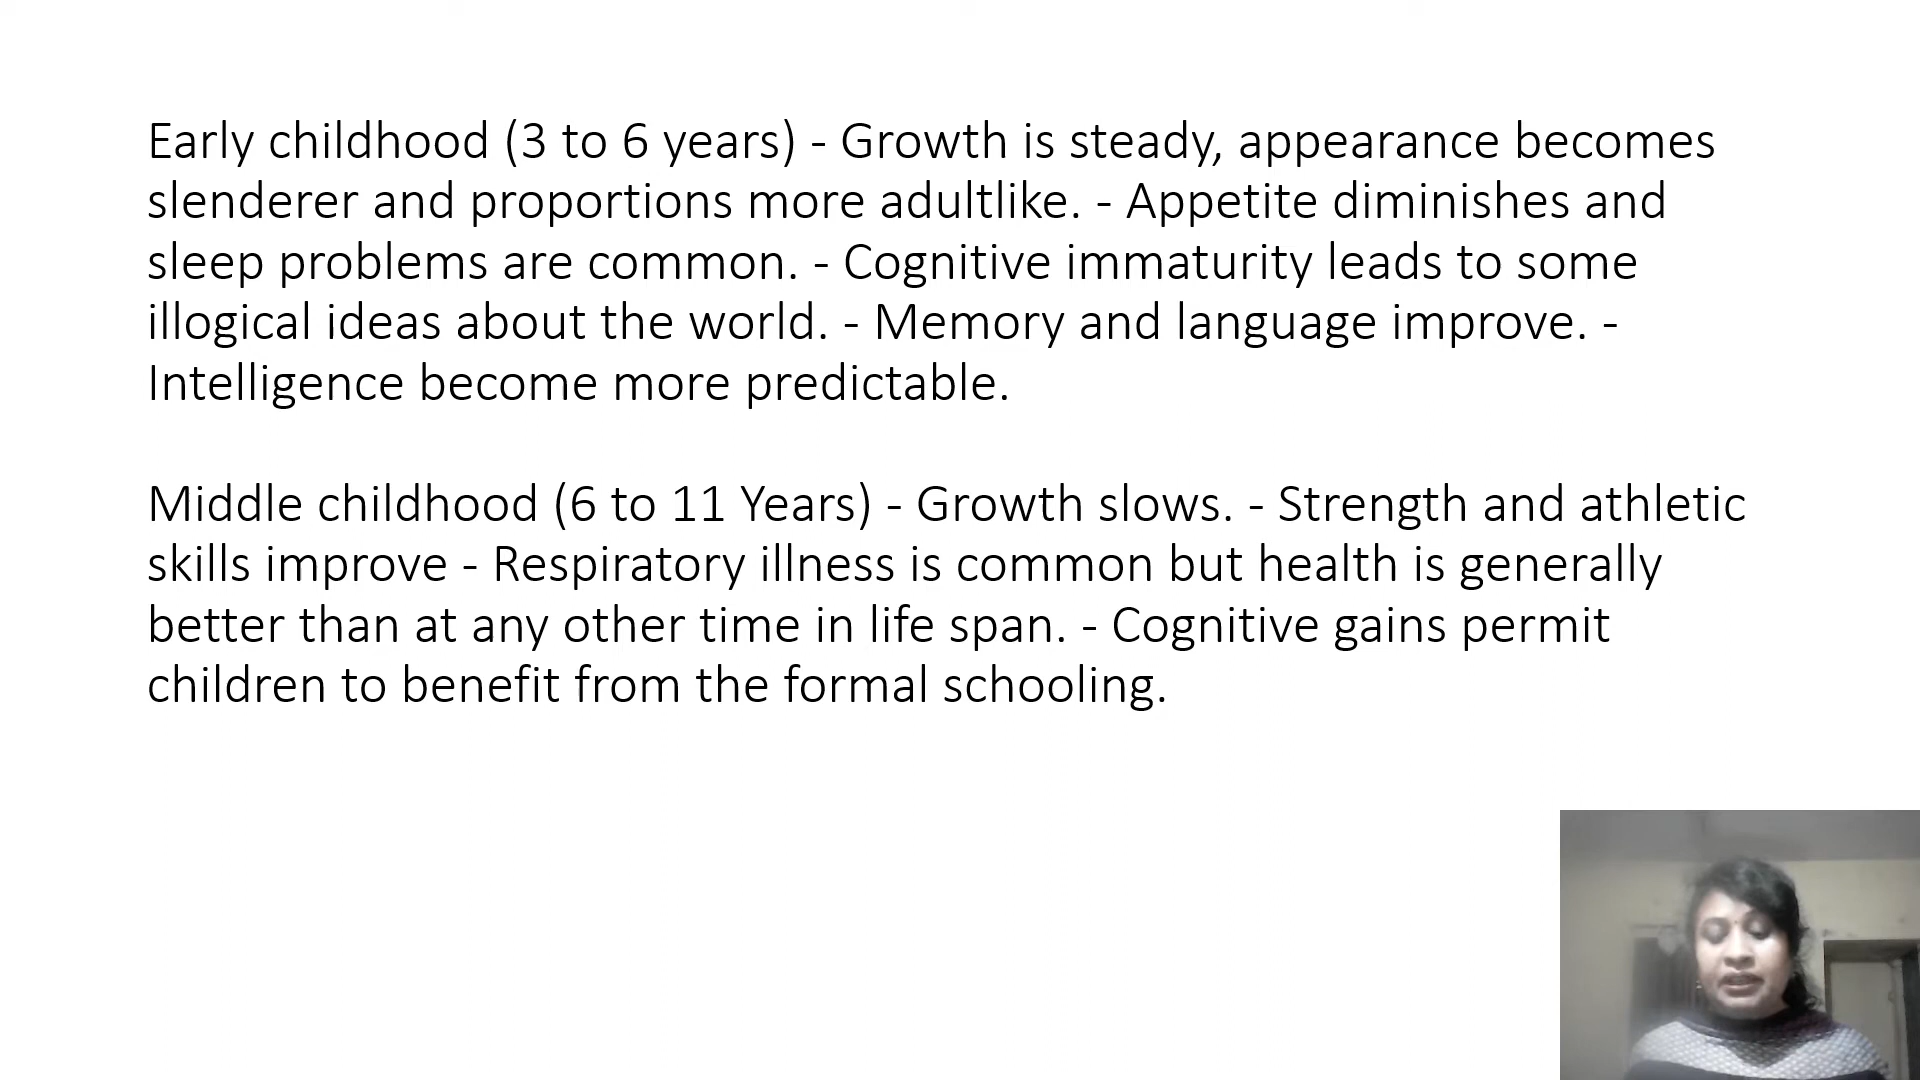 Early childhood (3 to 6 years) - Growth is steady, appearance becomes
slenderer and proportions more adultlike. - Appetite diminishes and
sleep problems are common. - Cognitive immaturity leads to some
illogical ideas about the world. - Memory and language improve. -
Intelligence become more predictable.
Middle childhood (6 to 11 Years) - Growth slows. - Strength and athletic
skills improve - Respiratory illness is common but health is generally
better than at any other time in life span. - Cognitive gains permit
children to benefit from the formal schooling.